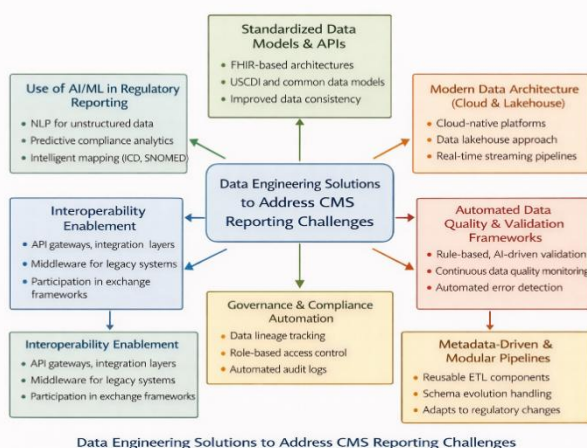 Standardized Data
Models & APIs
• FHIR-based architectures
• USCDI and common data models
• Improved data consistency
Use of AI/ML in Regulatory
Reporting
• NLP for unstructured data
• Predictive compliance analytics
• Intelligent mapping (ICD, SNOMED)
Modern Data Architecture
(Cloud & Lakehouse)
• Cloud-native platforms
• Data lakehouse approach
• Real-time streaming pipelines
Data Engineering Solutions
to Address CMS
Reporting Challenges
Interoperability
Enablement
• API gateways, integration layers
• Middleware for legacy systems
• Participation in exchange
frameworks
Automated Data
Quality & Validation
Frameworks
• Rule-based, AI-driven validation
• Continuous data quality monitoring
• Automated error detection
Governance & Compliance
Automation
• Data lineage tracking
• Role-based access control
• Automated audit logs
Interoperability Enablement
• API gateways, integration layers
• Middleware for legacy systems
• Participation in exchange frameworks
Metadata-Driven &
Modular Pipelines
• Reusable ETL components
• Schema evolution handling
• Adapts to regulatory changes
Data Engineering Solutions to Address CMS Reporting Challenges